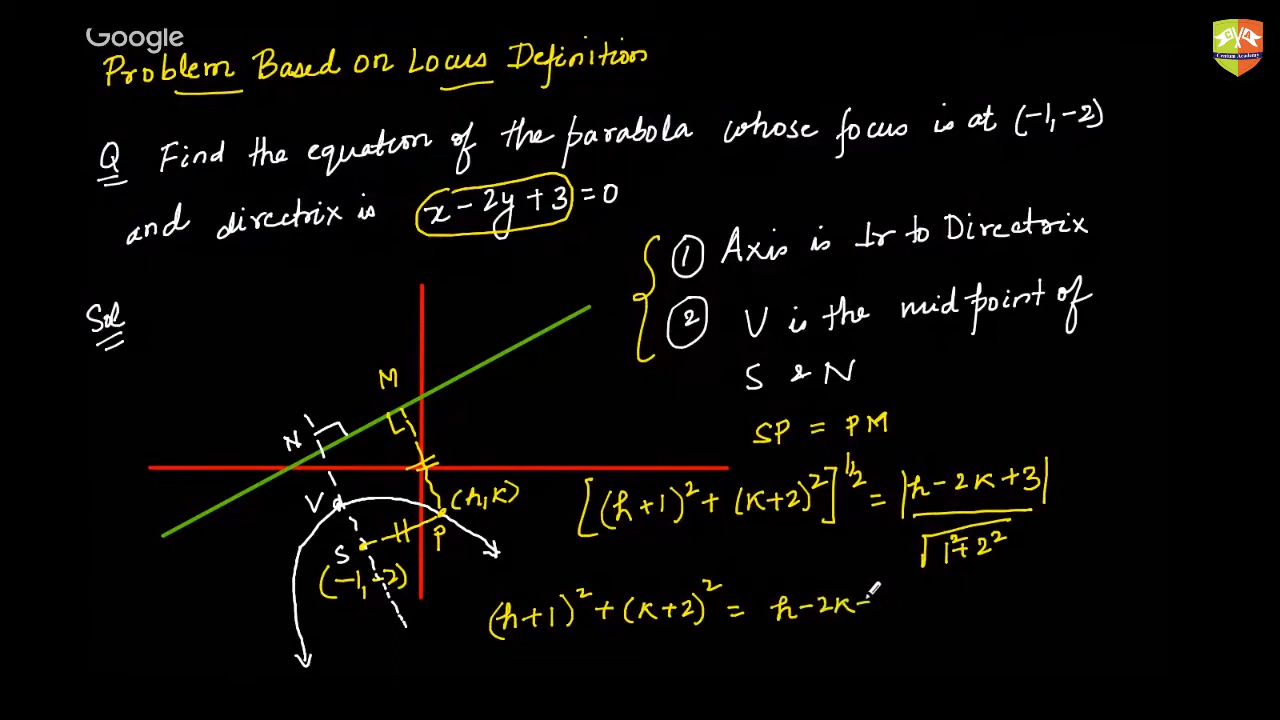 Google
Problem Based on Locus Definition
Q Find the equation of the parabola whose focus is at (-1,-2)
and directrix is x - 2y + 3 = 0
① Axis is ⊥r to Directrix
Sol
② V is the midpoint of
S & N
M
SP = PM
N
[(h+1)² + (k+2)²]^{1/2} = |h - 2k + 3| / √1² + 2²
V
(h, k)
S
P
(-1, -2)
(h+1)² + (k+2)² = h - 2k -